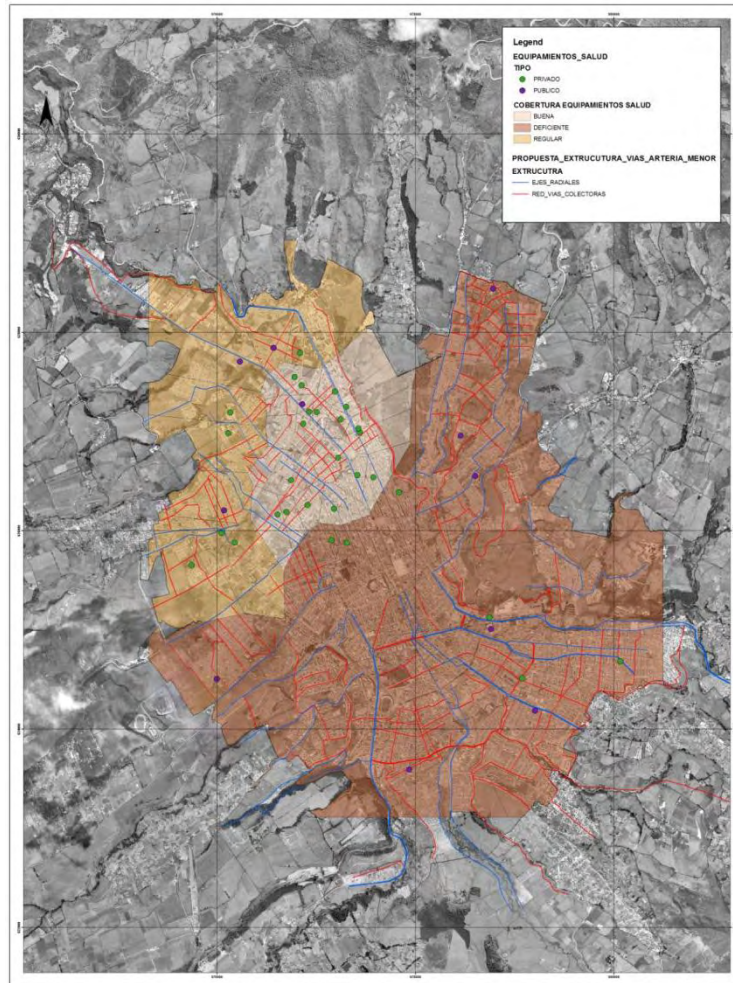 Legend
EQUIPAMIENTOS_SALUD
TIPO
PRIVADO
PUBLICO
COBERTURA EQUIPAMIENTOS SALUD
BUENA
DEFICIENTE
REGULAR
PROPUESTA_EXTRUCUTURA_VIAS_ARTERIA_MENOR
EXTRUCUTRA
EJES_RADIALES
RED_VIAS_COLECTORAS